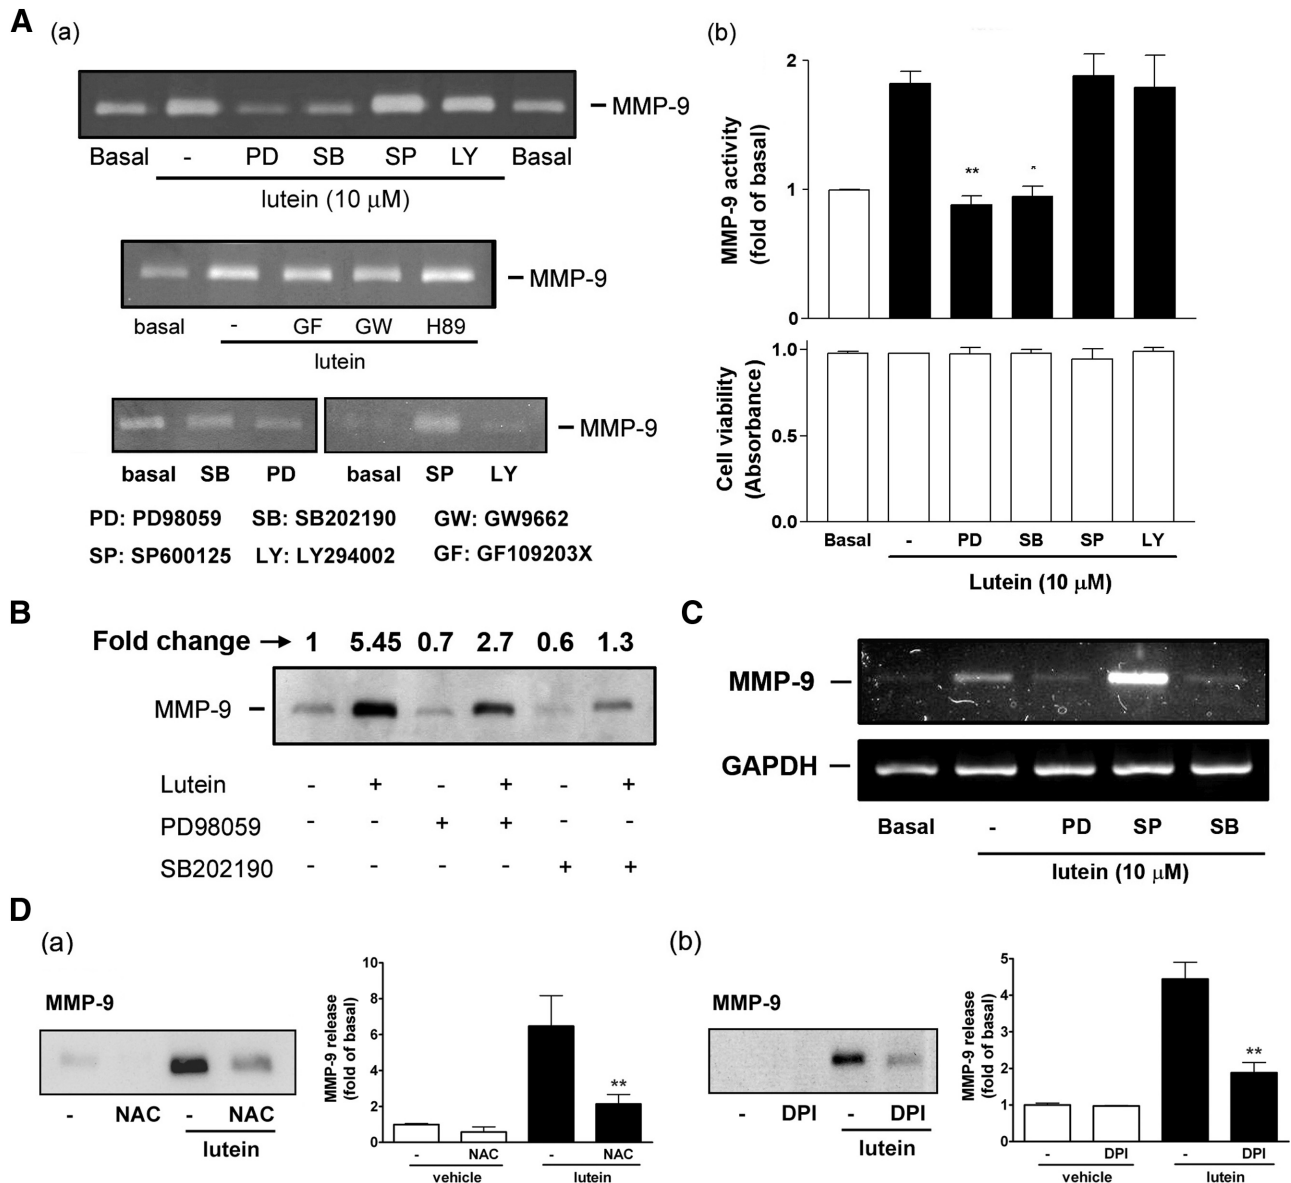 A
(a)
MMP-9
Basal - PD SB SP LY Basal
lutein (10 μM)
MMP-9
basal - GF GW H89
lutein
MMP-9
basal SB PD basal SP LY
PD: PD98059 SB: SB202190 GW: GW9662
SP: SP600125 LY: LY294002 GF: GF109203X
(b)
2
1
0
MMP-9 activity
(fold of basal)
**
*
1.0
0.5
0.0
Cell viability
(Absorbance)
Basal - PD SB SP LY
Lutein (10 μM)
B
Fold change → 1 5.45 0.7 2.7 0.6 1.3
MMP-9
Lutein - + - + - +
PD98059 - - + + - -
SB202190 - - - - + +
C
MMP-9
GAPDH
Basal - PD SP SB
lutein (10 μM)
D
(a)
MMP-9
- NAC - NAC
lutein
10
8
6
4
2
0
MMP-9 release
(fold of basal)
**
- NAC - NAC
vehicle lutein
(b)
MMP-9
- DPI - DPI
lutein
5
4
3
2
1
0
MMP-9 release
(fold of basal)
**
- DPI - DPI
vehicle lutein